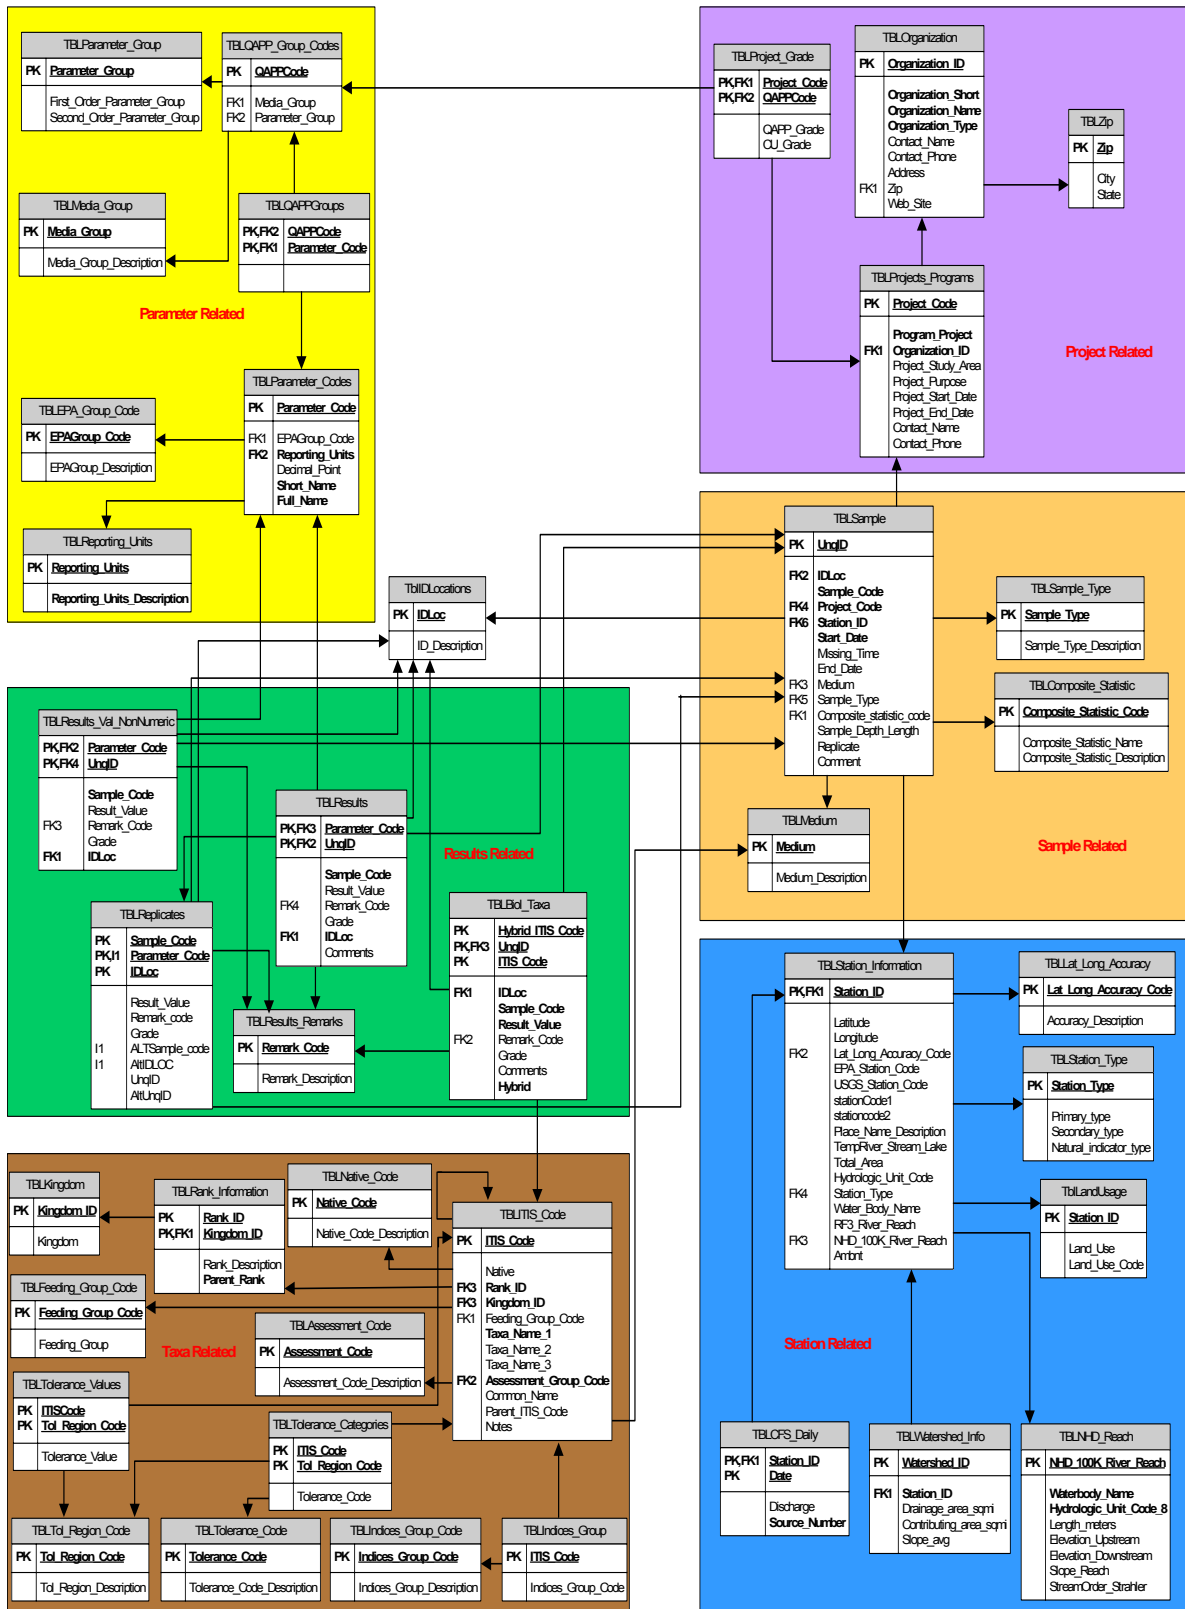 TBLParameter_Group
PK Parameter_Group
First_Order_Parameter_Group
Second_Order_Parameter_Group
TBLQAPP_Group_Codes
PK QAPPCode
FK1 Media_Group
FK2 Parameter_Group
TBLMedia_Group
PK Media_Group
Media_Group_Description
TBLQAPPGroups
PK,FK2 QAPPCode
PK,FK1 Parameter_Code
Parameter Related
TBLParameter_Codes
PK Parameter_Code
FK1 EPAGroup_Code
FK2 Reporting_Units
Decimal_Point
Short_Name
Full_Name
TBLEPA_Group_Code
PK EPAGroup_Code
EPAGroup_Description
TBLReporting_Units
PK Reporting_Units
Reporting_Units_Description
TBLProject_Grade
PK,FK1 Project_Code
PK,FK2 QAPPCode
QAPP_Grade
CU_Grade
TBLOrganization
PK Organization_ID
Organization_Short
Organization_Name
Organization_Type
Contact_Name
Contact_Phone
Address
FK1 Zip
Web_Site
TBLZip
PK Zip
City
State
TBLProjects_Programs
PK Project_Code
Program_Project
FK1 Organization_ID
Project_Study_Area
Project_Purpose
Project_Start_Date
Project_End_Date
Contact_Name
Contact_Phone
Project Related
TblIDLocations
PK IDLoc
ID_Description
TBLSample
PK UnqID
FK2 IDLoc
Sample_Code
FK4 Project_Code
FK6 Station_ID
Start_Date
Missing_Time
End_Date
FK3 Medium
FK5 Sample_Type
FK1 Composite_statistic_code
Sample_Depth_Length
Replicate
Comment
TBLSample_Type
PK Sample_Type
Sample_Type_Description
TBLComposite_Statistic
PK Composite_Statistic_Code
Composite_Statistic_Name
Composite_Statistic_Description
TBLMedium
PK Medium
Medium_Description
Sample Related
TBLResults_Val_NonNumeric
PK,FK2 Parameter_Code
PK,FK4 UnqID
Sample_Code
Result_Value
FK3 Remark_Code
Grade
FK1 IDLoc
TBLResults
PK,FK3 Parameter_Code
PK,FK2 UnqID
Sample_Code
Result_Value
FK4 Remark_Code
Grade
FK1 IDLoc
Comments
Results Related
TBLReplicates
PK Sample_Code
PK,I1 Parameter_Code
PK IDLoc
Result_Value
Remark_code
Grade
I1 ALTSample_code
I1 AltIDLOC
UnqID
AltUnqID
TBLResults_Remarks
PK Remark_Code
Remark_Description
TBLBiol_Taxa
PK Hybrid_ITIS_Code
PK,FK3 UnqID
PK ITIS_Code
FK1 IDLoc
Sample_Code
Result_Value
FK2 Remark_Code
Grade
Comments
Hybrid
TBLStation_Information
PK,FK1 Station_ID
Latitude
Longitude
FK2 Lat_Long_Accuracy_Code
EPA_Station_Code
USGS_Station_Code
stationCode1
stationcode2
Place_Name_Description
TempRiver_Stream_Lake
Total_Area
Hydrologic_Unit_Code
FK4 Station_Type
Water_Body_Name
RF3_River_Reach
FK3 NHD_100K_River_Reach
Ambnt
TBLLat_Long_Accuracy
PK Lat_Long_Accuracy_Code
Accuracy_Description
TBLStation_Type
PK Station_Type
Primary_type
Secondary_type
Natural_indicator_type
TblLandUsage
PK Station_ID
Land_Use
Land_Use_Code
Station Related
TBLCFS_Daily
PK,FK1 Station_ID
PK Date
Discharge
Source_Number
TBLWatershed_Info
PK Watershed_ID
FK1 Station_ID
Drainage_area_sqmi
Contributing_area_sqmi
Slope_avg
TBLNHD_Reach
PK NHD_100K_River_Reach
Waterbody_Name
Hydrologic_Unit_Code_8
Length_meters
Elevation_Upstream
Elevation_Downstream
Slope_Reach
StreamOrder_Strahler
TBLKingdom
PK Kingdom_ID
Kingdom
TBLRank_Information
PK Rank_ID
PK,FK1 Kingdom_ID
Rank_Description
Parent_Rank
TBLNative_Code
PK Native_Code
Native_Code_Description
TBLITIS_Code
PK ITIS_Code
Native
FK3 Rank_ID
FK3 Kingdom_ID
FK1 Feeding_Group_Code
Taxa_Name_1
Taxa_Name_2
Taxa_Name_3
FK2 Assessment_Group_Code
Common_Name
Parent_ITIS_Code
Notes
TBLFeeding_Group_Code
PK Feeding_Group_Code
Feeding_Group
Taxa Related
TBLAssessment_Code
PK Assessment_Code
Assessment_Code_Description
TBLTolerance_Values
PK ITISCode
PK Tol_Region_Code
Tolerance_Value
TBLTolerance_Categories
PK ITIS_Code
PK Tol_Region_Code
Tolerance_Code
TBLTol_Region_Code
PK Tol_Region_Code
Tol_Region_Description
TBLTolerance_Code
PK Tolerance_Code
Tolerance_Code_Description
TBLIndices_Group_Code
PK Indices_Group_Code
Indices_Group_Description
TBLIndices_Group
PK ITIS_Code
Indices_Group_Code